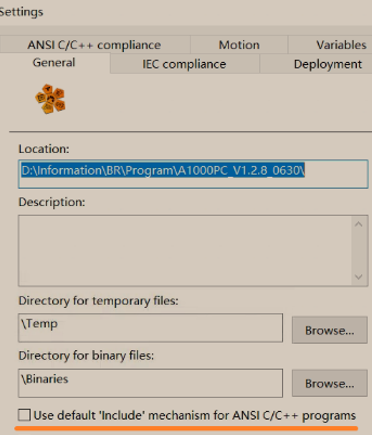 Settings
ANSI C/C++ compliance Motion Variables
General IEC compliance Deployment
Location:
D:\Information\BR\Program\A1000PC_V1.2.8_0630\
Description:
Directory for temporary files:
\Temp
Browse...
Directory for binary files:
\Binaries
Browse...
Use default 'Include' mechanism for ANSI C/C++ programs